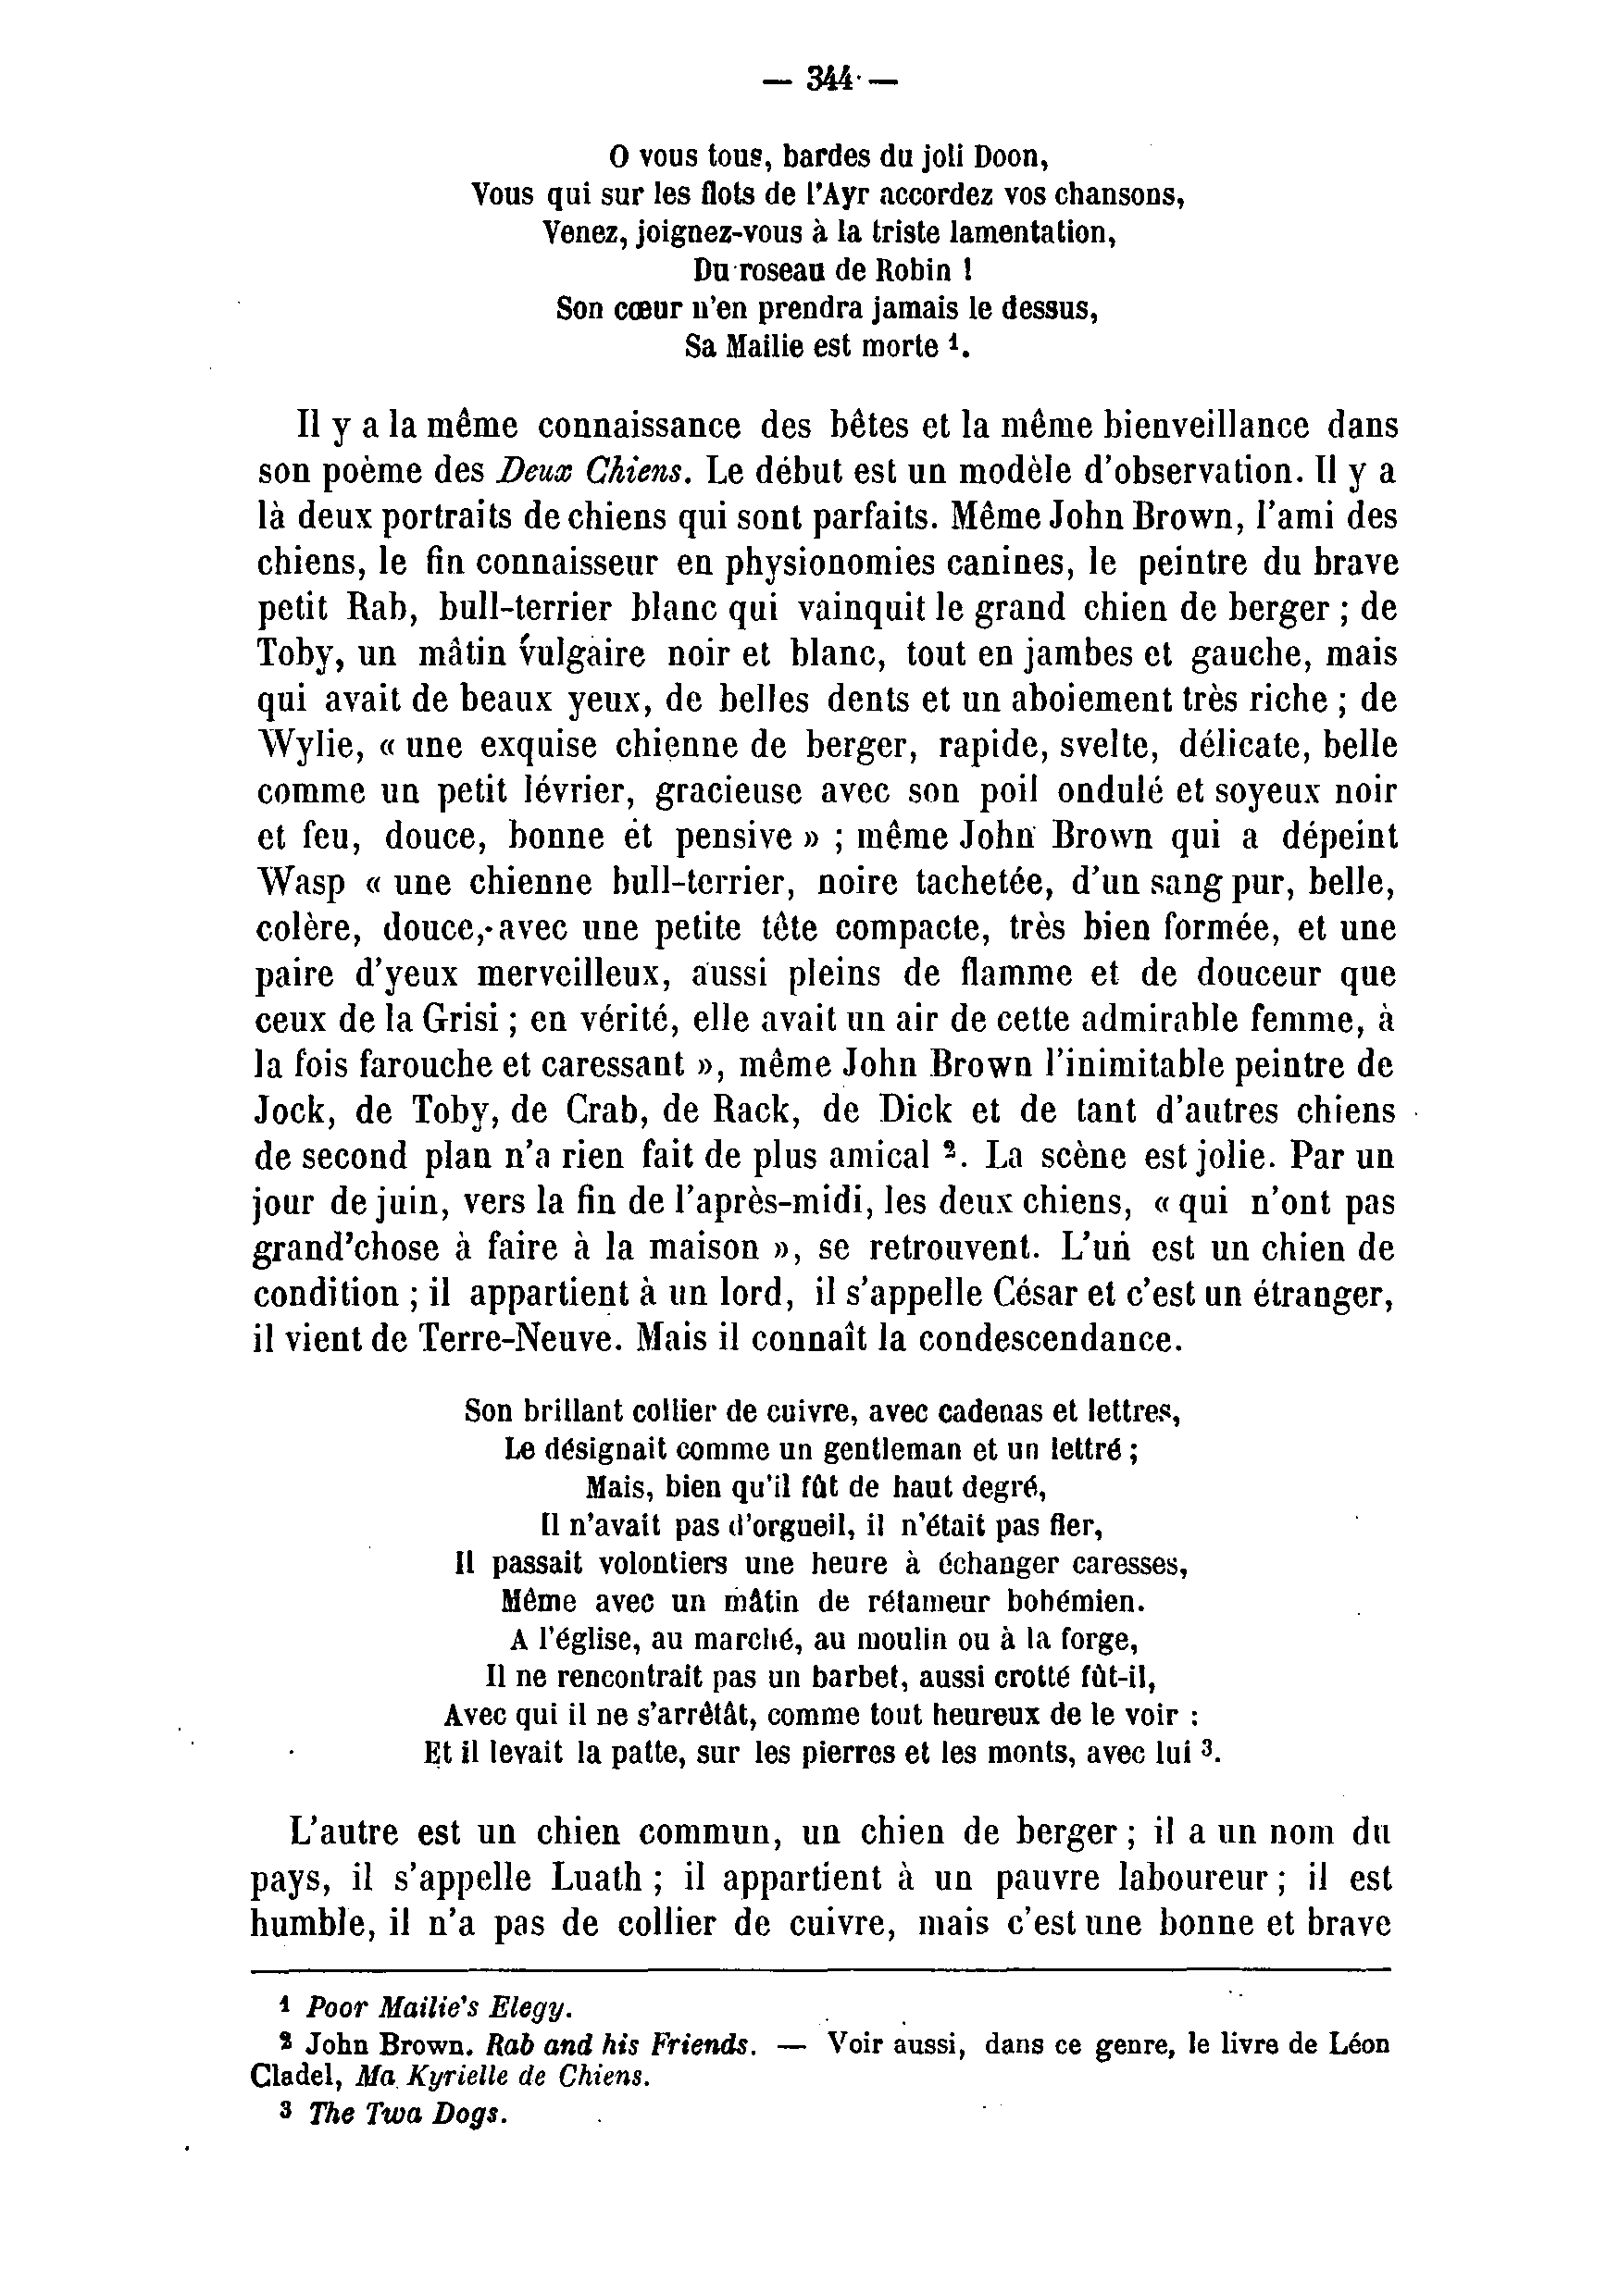 — 344 —
O vous tous, bardes du joli Doon,
Vous qui sur les flots de l'Ayr accordez vos chansons,
Venez, joignez-vous à la triste lamentation,
Du roseau de Robin !
Son cœur n'en prendra jamais le dessus,
Sa Mailie est morte 1.
Il y a la même connaissance des bêtes et la même bienveillance dans
son poème des Deux Chiens. Le début est un modèle d'observation. Il y a
là deux portraits de chiens qui sont parfaits. Même John Brown, l'ami des
chiens, le fin connaisseur en physionomies canines, le peintre du brave
petit Rab, bull-terrier blanc qui vainquit le grand chien de berger ; de
Toby, un mâtin vulgaire noir et blanc, tout en jambes et gauche, mais
qui avait de beaux yeux, de belles dents et un aboiement très riche ; de
Wylie, « une exquise chienne de berger, rapide, svelte, délicate, belle
comme un petit lévrier, gracieuse avec son poil ondulé et soyeux noir
et feu, douce, bonne et pensive » ; même John Brown qui a dépeint
Wasp « une chienne bull-terrier, noire tachetée, d'un sang pur, belle,
colère, douce, avec une petite tête compacte, très bien formée, et une
paire d'yeux merveilleux, aussi pleins de flamme et de douceur que
ceux de la Grisi ; en vérité, elle avait un air de cette admirable femme, à
la fois farouche et caressant », même John Brown l'inimitable peintre de
Jock, de Toby, de Crab, de Rack, de Dick et de tant d'autres chiens
de second plan n'a rien fait de plus amical 2. La scène est jolie. Par un
jour de juin, vers la fin de l'après-midi, les deux chiens, « qui n'ont pas
grand'chose à faire à la maison », se retrouvent. L'un est un chien de
condition ; il appartient à un lord, il s'appelle César et c'est un étranger,
il vient de Terre-Neuve. Mais il connaît la condescendance.
Son brillant collier de cuivre, avec cadenas et lettres,
Le désignait comme un gentleman et un lettré ;
Mais, bien qu'il fût de haut degré,
Il n'avait pas d'orgueil, il n'était pas fier,
Il passait volontiers une heure à échanger caresses,
Même avec un mâtin de rétameur bohémien.
A l'église, au marché, au moulin ou à la forge,
Il ne rencontrait pas un barbet, aussi crotté fût-il,
Avec qui il ne s'arrêtât, comme tout heureux de le voir :
Et il levait la patte, sur les pierres et les monts, avec lui 3.
L'autre est un chien commun, un chien de berger ; il a un nom du
pays, il s'appelle Luath ; il appartient à un pauvre laboureur ; il est
humble, il n'a pas de collier de cuivre, mais c'est une bonne et brave
1 Poor Mailie's Elegy.
2 John Brown. Rab and his Friends. — Voir aussi, dans ce genre, le livre de Léon
Cladel, Ma Kyrielle de Chiens.
3 The Twa Dogs.